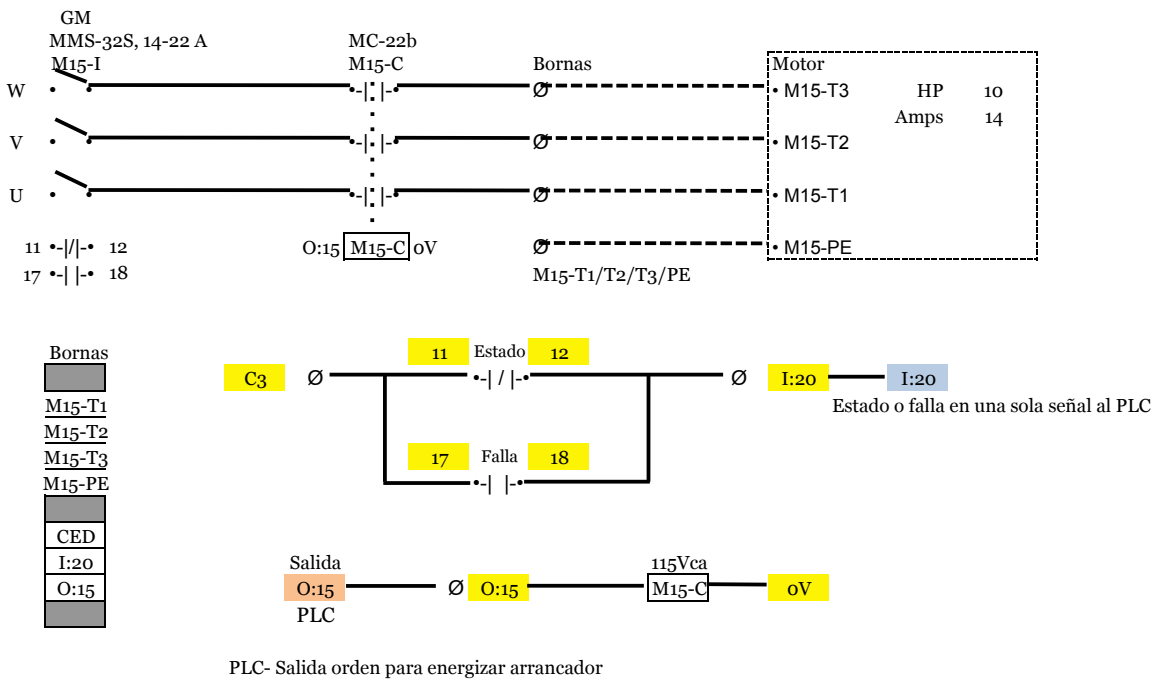 GM
MMS-32S, 14-22 A
M15-I
MC-22b
M15-C
Bornas
Motor
W
Ø
M15-T3
HP 10
Amps 14
V
Ø
M15-T2
U
Ø
M15-T1
11 •-|/|-• 12
17 •-| |-• 18
O:15 M15-C 0V
Ø
M15-PE
M15-T1/T2/T3/PE
Bornas
M15-T1
M15-T2
M15-T3
M15-PE
CED
I:20
O:15
11 Estado 12
C3 Ø •-| / |-• Ø I:20 I:20
Estado o falla en una sola señal al PLC
17 Falla 18
•-| |-•
Salida
115Vca
O:15 Ø O:15 M15-C 0V
PLC
PLC- Salida orden para energizar arrancador